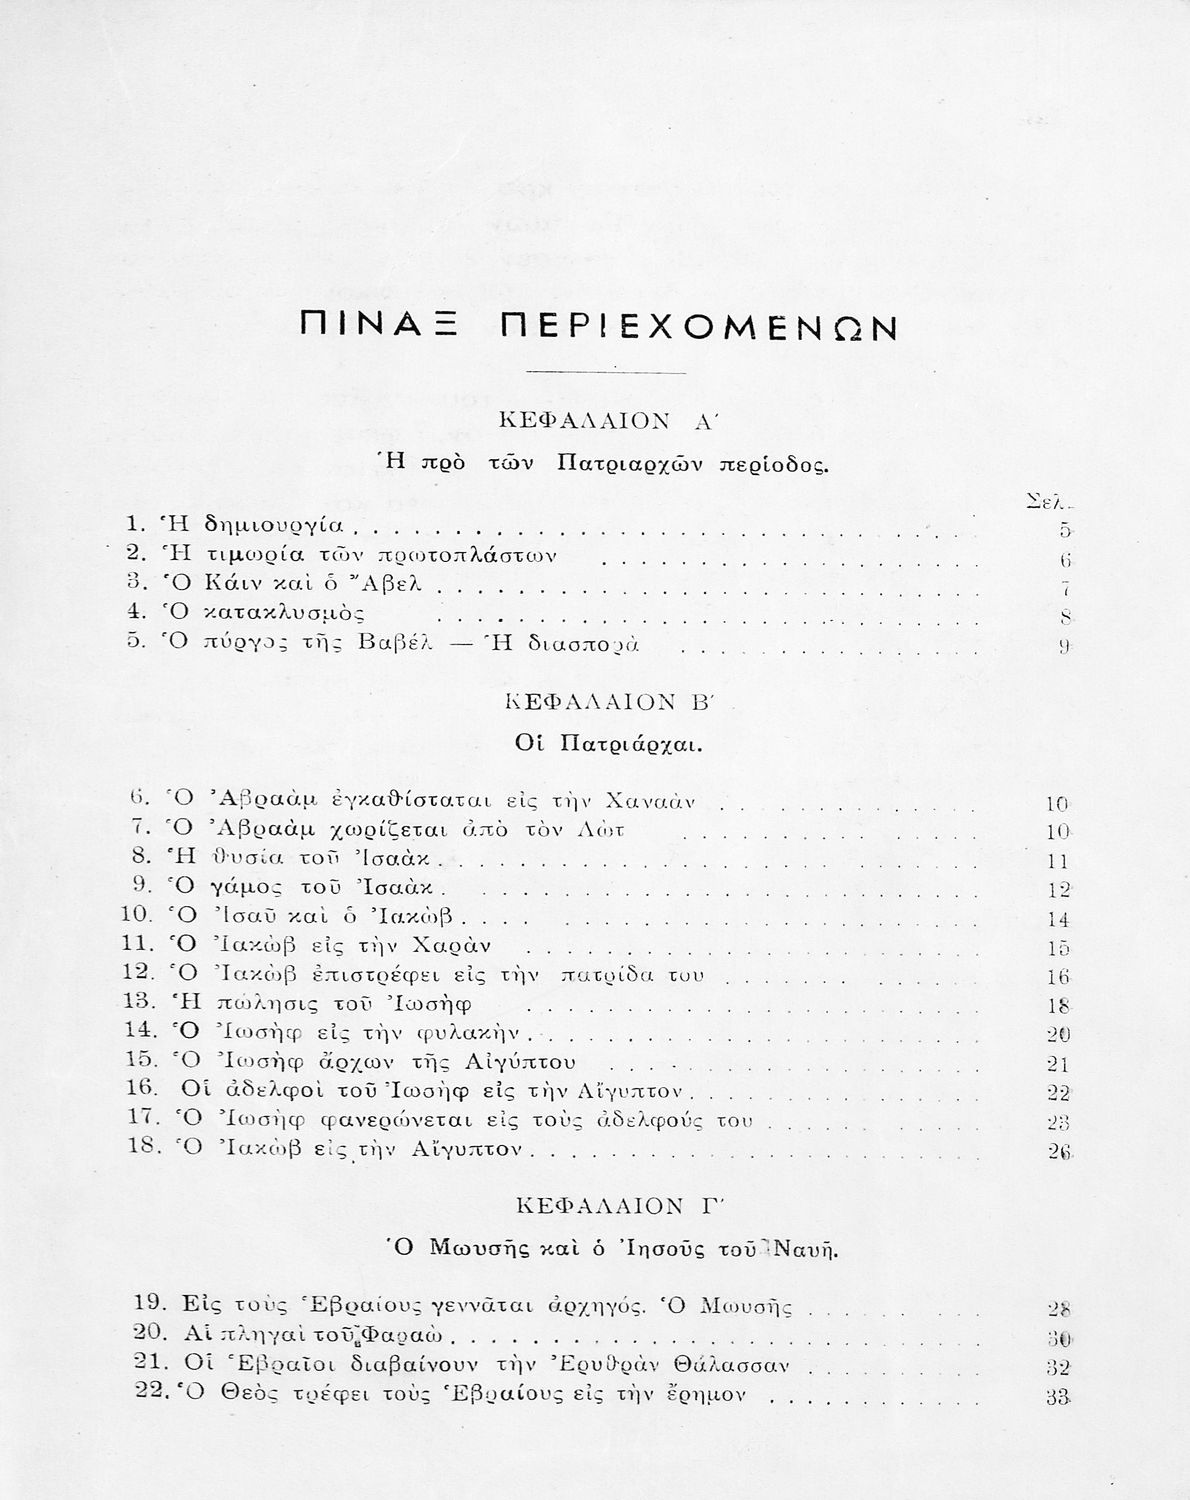 ΠΙΝΑΞ ΠΕΡΙΕΧΟΜΕΝΩΝ
ΚΕΦΑΛΑΙΟΝ Α΄
Ἡ πρὸ τῶν Πατριαρχῶν περίοδος.
Σελ.
1. Ἡ δημιουργία . . . . . . . . . . 5
2. Ἡ τιμωρία τῶν πρωτοπλάστων . . . . . . . . . . 6
3. Ὁ Κάιν καὶ ὁ Ἄβελ . . . . . . . . . . 7
4. Ὁ κατακλυσμὸς . . . . . . . . . . 8
5. Ὁ πύργος τῆς Βαβέλ — Ἡ διασπορὰ . . . . . . . . . . 9
ΚΕΦΑΛΑΙΟΝ Β΄
Οἱ Πατριάρχαι.
6. Ὁ Ἀβραὰμ ἐγκαθίσταται εἰς τὴν Χαναὰν . . . . . . . . . . 10
7. Ὁ Ἀβραὰμ χωρίζεται ἀπὸ τὸν Λὼτ . . . . . . . . . . 10
8. Ἡ θυσία τοῦ Ἰσαὰκ . . . . . . . . . . 11
9. Ὁ γάμος τοῦ Ἰσαὰκ . . . . . . . . . . 12
10. Ὁ Ἰσαῦ καὶ ὁ Ἰακὼβ . . . . . . . . . . 14
11. Ὁ Ἰακὼβ εἰς τὴν Χαρὰν . . . . . . . . . . 15
12. Ὁ Ἰακὼβ ἐπιστρέφει εἰς τὴν πατρίδα του . . . . . . . . . . 16
13. Ἡ πώλησις τοῦ Ἰωσὴφ . . . . . . . . . . 18
14. Ὁ Ἰωσὴφ εἰς τὴν φυλακὴν . . . . . . . . . . 20
15. Ὁ Ἰωσὴφ ἄρχων τῆς Αἰγύπτου . . . . . . . . . . 21
16. Οἱ ἀδελφοὶ τοῦ Ἰωσὴφ εἰς τὴν Αἴγυπτον . . . . . . . . . . 22
17. Ὁ Ἰωσὴφ φανερώνεται εἰς τοὺς ἀδελφούς του . . . . . . . . . . 23
18. Ὁ Ἰακὼβ εἰς τὴν Αἴγυπτον . . . . . . . . . . 26
ΚΕΦΑΛΑΙΟΝ Γ΄
Ὁ Μωυσῆς καὶ ὁ Ἰησοῦς τοῦ Ναυῆ.
19. Εἰς τοὺς Ἑβραίους γεννᾶται ἀρχηγός. Ὁ Μωυσῆς . . . . . . . . . . 28
20. Αἱ πληγαὶ τοῦ Φαραὼ . . . . . . . . . . 30
21. Οἱ Ἑβραῖοι διαβαίνουν τὴν Ἐρυθρὰν Θάλασσαν . . . . . . . . . . 32
22. Ὁ Θεὸς τρέφει τοὺς Ἑβραίους εἰς τὴν ἔρημον . . . . . . . . . . 33